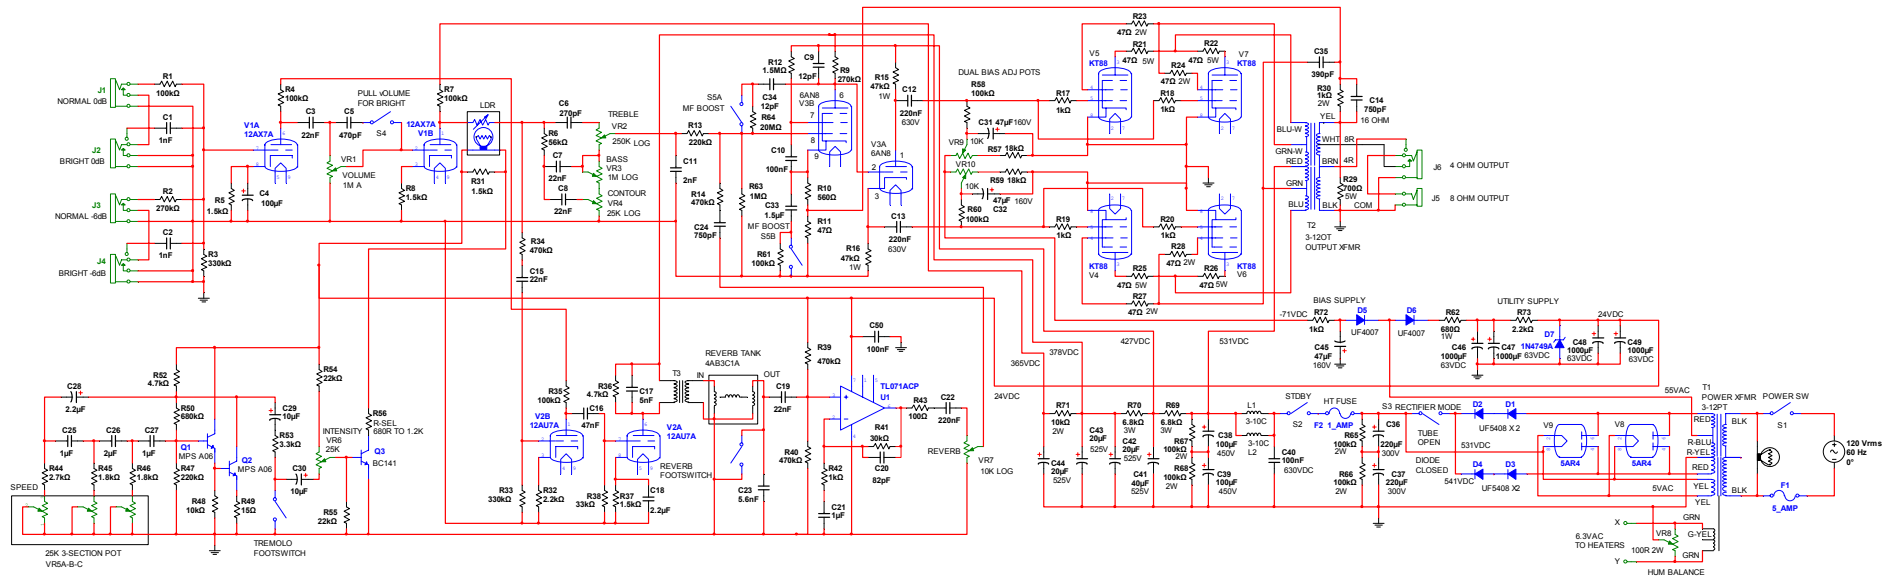 J1
NORMAL 0dB
R1
100kΩ
C1
1nF
J2
BRIGHT 0dB
J3
NORMAL -6dB
R2
270kΩ
C2
1nF
J4
BRIGHT -6dB
R3
330kΩ
R4
100kΩ
V1A
12AX7A
C3
22nF
R5
1.5kΩ
C4
100µF
PULL VOLUME
FOR BRIGHT
C5
470pF
S4
VR1
VOLUME
1M A
R7
100kΩ
12AX7A
V1B
R8
1.5kΩ
LDR
R31
1.5kΩ
C6
270pF
R6
56kΩ
C7
22nF
C8
22nF
TREBLE
VR2
250K LOG
BASS
VR3
1M LOG
CONTOUR
VR4
25K LOG
R34
470kΩ
C15
22nF
R13
220kΩ
C11
2nF
R14
470kΩ
C24
750pF
S5A
MF BOOST
R12
1.5MΩ
C34
12pF
R64
20MΩ
C9
12pF
6AN8
V3B
R9
270kΩ
6
7
8
9
C10
100nF
R63
1MΩ
C33
1.5µF
MF BOOST
S5B
R61
100kΩ
R10
560Ω
R11
47Ω
R15
47kΩ
1W
V3A
6AN8
1
2
3
R16
47kΩ
1W
C12
220nF
630V
C13
220nF
630V
DUAL BIAS ADJ POTS
R58
100kΩ
C31 47µF
160V
VR9
10K
R57 18kΩ
VR10
10K
R59 18kΩ
47µF
160V
C32
R60
100kΩ
R17
1kΩ
R19
1kΩ
V5
KT88
R23
47Ω 2W
R21
47Ω 5W
R22
47Ω 5W
R24
47Ω 2W
R18
1kΩ
V7
KT88
R20
1kΩ
R28
47Ω 2W
KT88
V4
R25
47Ω 5W
R26
47Ω 5W
R27
47Ω 2W
KT88
V6
BLU-W
GRN-W
RED
GRN
BLU
T2
3-12OT
OUTPUT XFMR
C35
390pF
R30
1kΩ
2W
C14
750pF
16 OHM
YEL
WHT 8R
BRN 4R
R29
700Ω
5W
BLK COM
J6 4 OHM OUTPUT
J5 8 OHM OUTPUT
BIAS SUPPLY
-71VDC
R72
1kΩ
D5
UF4007
D6
UF4007
C45
47µF
160V
UTILITY SUPPLY
R62
680Ω
1W
R73
2.2kΩ
24VDC
D7
1N4749A
63VDC
C46
1000µF
63VDC
C47
1000µF
C48
1000µF
63VDC
C49
1000µF
63VDC
531VDC
427VDC
378VDC
365VDC
24VDC
C28
2.2µF
C25
1µF
C26
2µF
C27
1µF
R52
4.7kΩ
R50
680kΩ
R44
2.7kΩ
R45
1.8kΩ
R46
1.8kΩ
R47
220kΩ
SPEED
25K 3-SECTION POT
VR5A-B-C
Q1
MPS A06
Q2
MPS A06
R48
10kΩ
R49
15Ω
C29
10µF
R53
3.3kΩ
C30
10µF
TREMOLO
FOOTSWITCH
R54
22kΩ
INTENSITY
VR6
25K
R55
22kΩ
R56
R-SEL
680R TO 1.2K
Q3
BC141
R33
330kΩ
R32
2.2kΩ
R35
100kΩ
V2B
12AU7A
C16
47nF
R38
33kΩ
R36
4.7kΩ
C17
5nF
V2A
12AU7A
R37
1.5kΩ
C18
2.2µF
T3
REVERB TANK
4AB3C1A
IN
OUT
REVERB
FOOTSWITCH
C23
5.6nF
C19
22nF
R39
470kΩ
R40
470kΩ
C50
100nF
TL071ACP
U1
R42
1kΩ
C21
1µF
R41
30kΩ
C20
82pF
R43
100Ω
C22
220nF
REVERB
VR7
10K LOG
R71
10kΩ
2W
C44
20µF
525V
C43
20µF
525V
R70
6.8kΩ
3W
C42
20µF
525V
C41
40µF
525V
R69
6.8kΩ
3W
R67
100kΩ
2W
R68
100kΩ
2W
C38
100µF
450V
C39
100µF
450V
L1
3-10C
3-10C
L2
C40
100nF
630VDC
STDBY
S2
HT FUSE
F2 1_AMP
R65
100kΩ
2W
R66
100kΩ
2W
C36
220µF
300V
C37
220µF
300V
S3 RECTIFIER MODE
TUBE
OPEN
DIODE
CLOSED
531VDC
541VDC
D2
D1
UF5408 X2
D4
D3
UF5408 X2
V9
5AR4
V8
5AR4
55VAC
5VAC
T1
POWER XFMR
3-12PT
RED
R-BLU
R-YEL
RED
YEL
YEL
BLK
BLK
POWER SW
S1
F1
5_AMP
120 Vrms
60 Hz
0°
X
Y
6.3VAC
TO HEATERS
VR8
100R 2W
HUM BALANCE
GRN
G-YEL
GRN